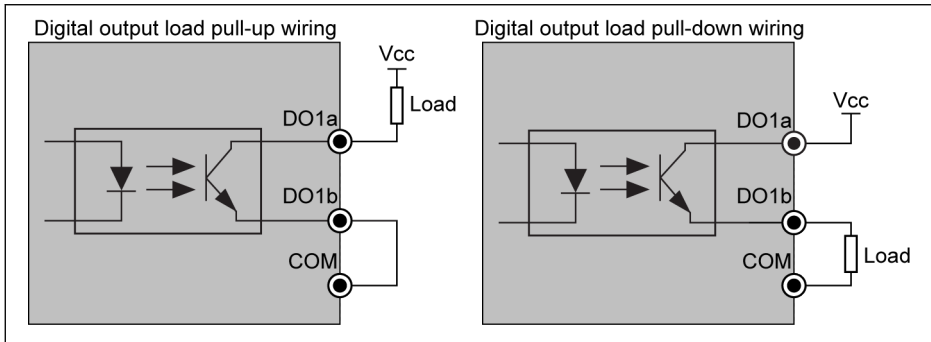 Digital output load pull-up wiring
Vcc
Load
DO1a
DO1b
COM
Digital output load pull-down wiring
Vcc
DO1a
DO1b
COM
Load